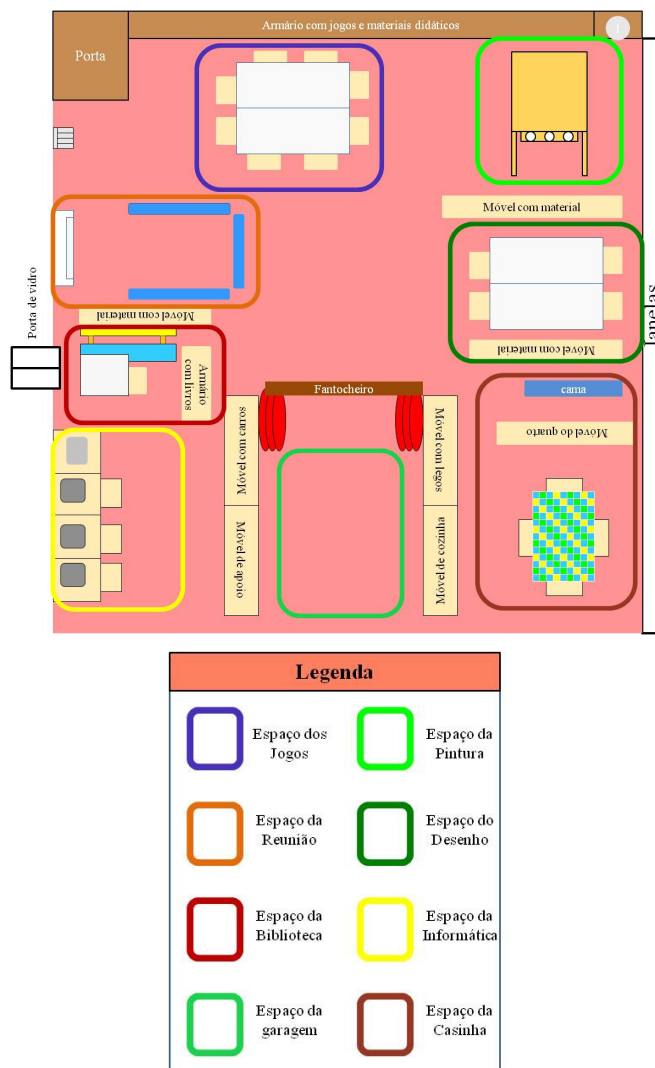 Armário com jogos e materiais didáticos
Porta
Móvel com material
Janelas
Porta de vidro
Móvel com material
Móvel com material
Armário
com livros
Fantocheiro
cama
Móvel do quarto
Móvel com carros
Móvel com legos
Móvel de apoio
Móvel de cozinha
Legenda
Espaço dos
Jogos
Espaço da
Pintura
Espaço da
Reunião
Espaço do
Desenho
Espaço da
Biblioteca
Espaço da
Informática
Espaço da
garagem
Espaço da
Casinha